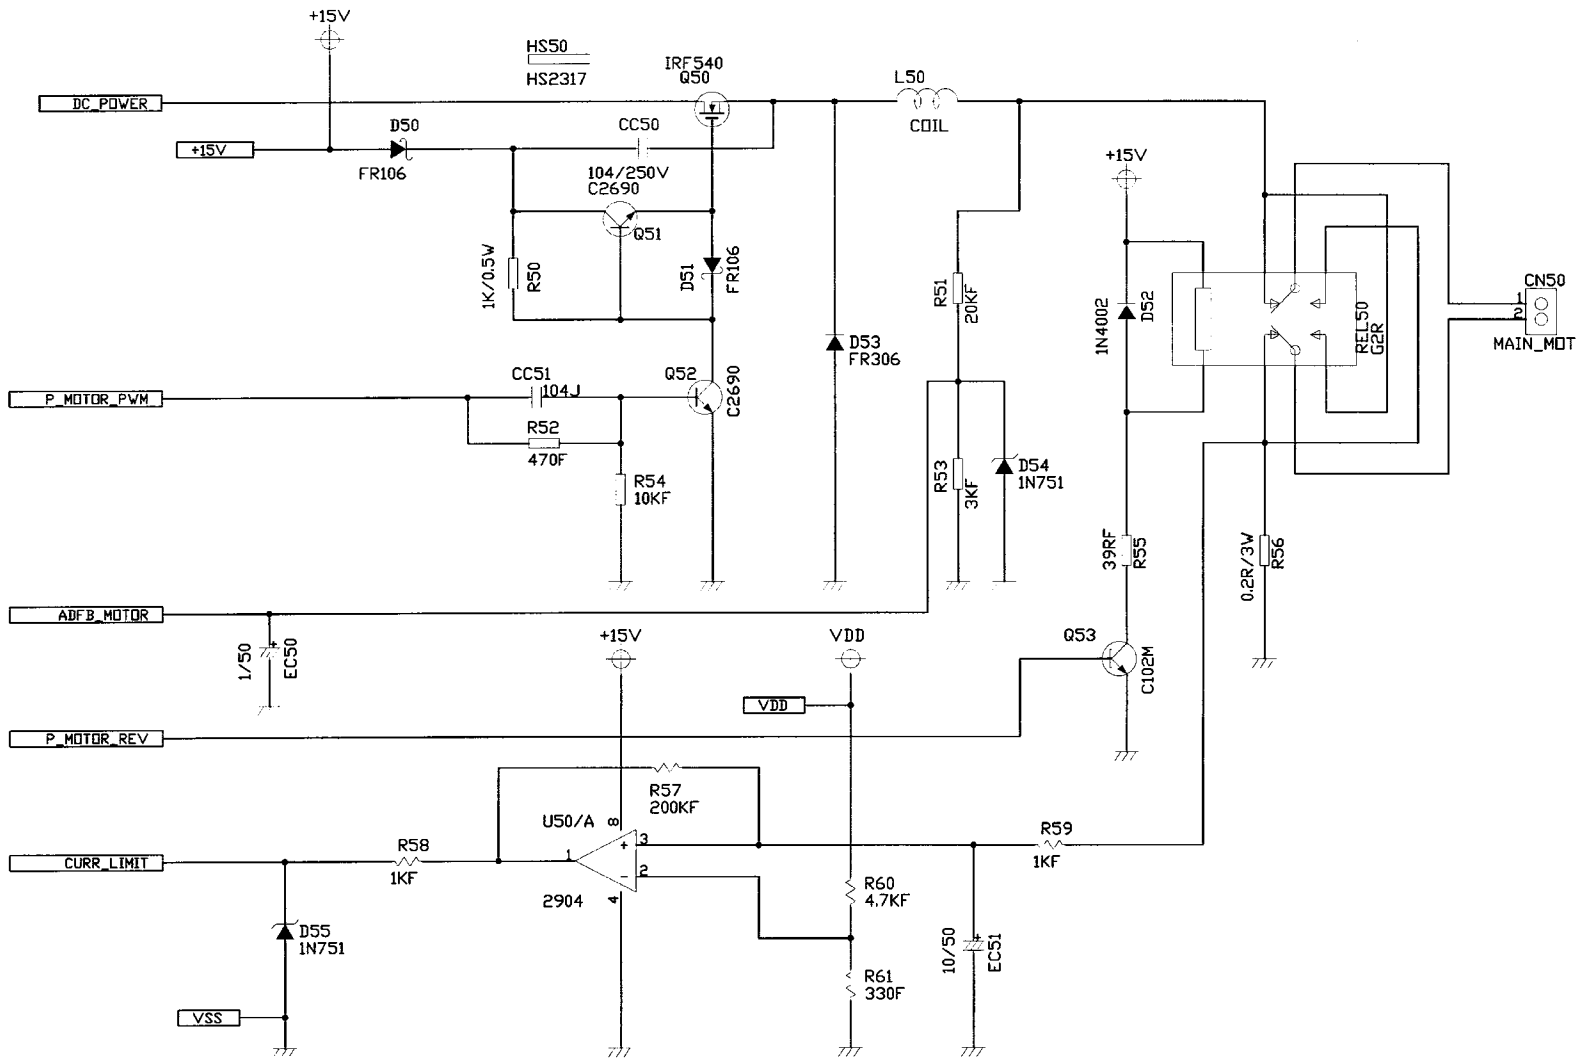 +15V
HS50
HS2317
IRF540
Q50
L50
COIL
DC_POWER
+15V
D50
FR106
CC50
104/250V
C2690
Q51
1K/0.5W
R50
D51
FR106
+15V
R51
20KF
1N4002
D52
REL50
G2R
CN50
1
2
MAIN_MOT
D53
FR306
P_MOTOR_PWM
CC51
104J
Q52
C2690
R52
470F
R54
10KF
R53
3KF
D54
1N751
39RF
R55
0.2R/3W
R56
ADFB_MOTOR
1/50
EC50
+15V
VDD
Q53
C102M
VDD
P_MOTOR_REV
R57
200KF
U50/A
8
R58
1KF
CURR_LIMIT
1
+
3
-
2
2904
4
R59
1KF
R60
4.7KF
D55
1N751
10/50
EC51
R61
330F
VSS